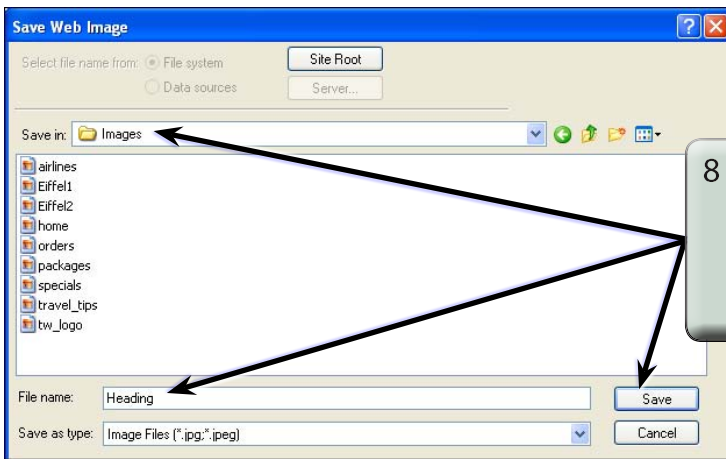 Save Web Image
Select file name from: File system
Site Root
Data sources
Server...
Save in: Images
airlines
Eiffel1
Eiffel2
home
orders
packages
specials
travel_tips
tw_logo
8
File name: Heading
Save
Save as type: Image Files (*.jpg;*.jpeg)
Cancel